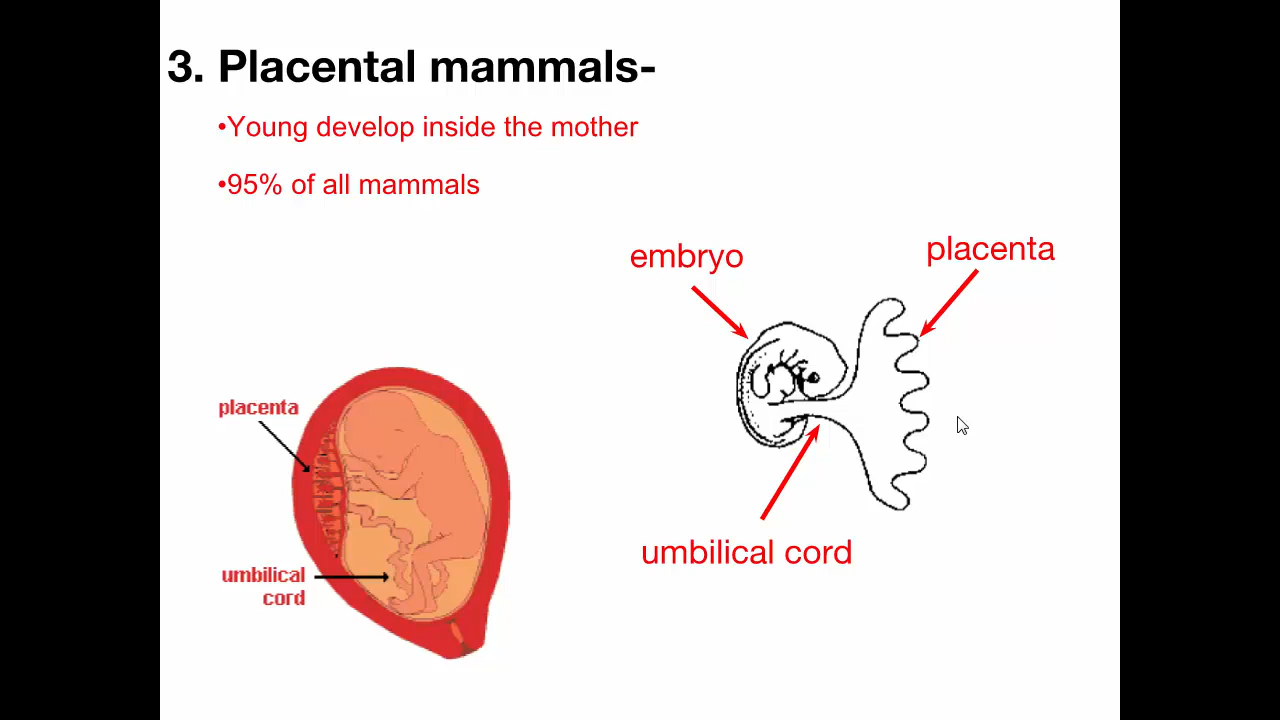 3. Placental mammals-
•Young develop inside the mother
•95% of all mammals
embryo
placenta
placenta
umbilical
cord
umbilical cord